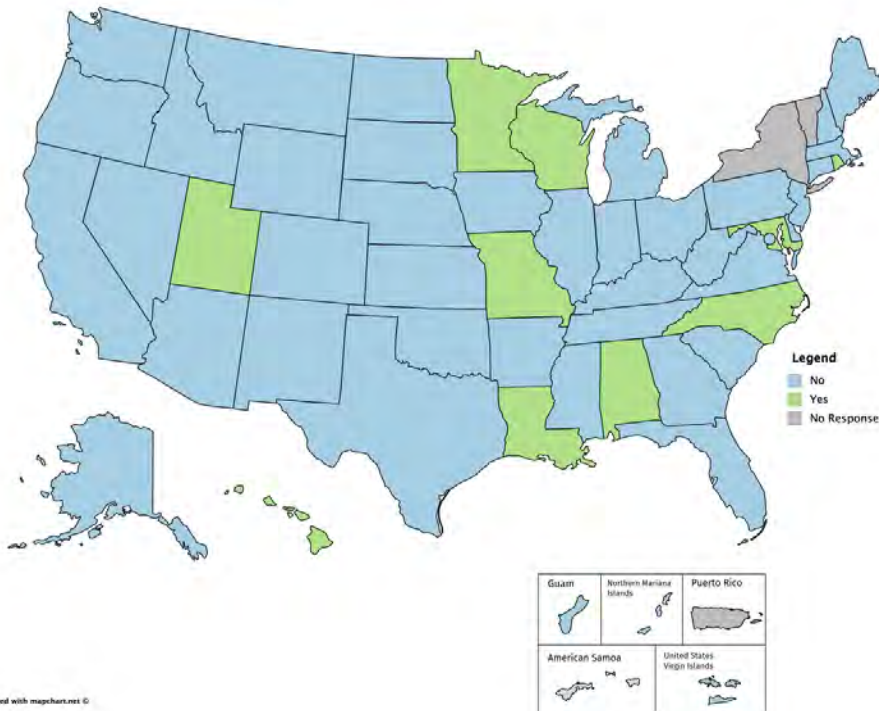 Legend
No
Yes
No Response
Guam
Northern Mariana
Islands
Puerto Rico
American Samoa
United States
Virgin Islands
ed with mapchart.net ©